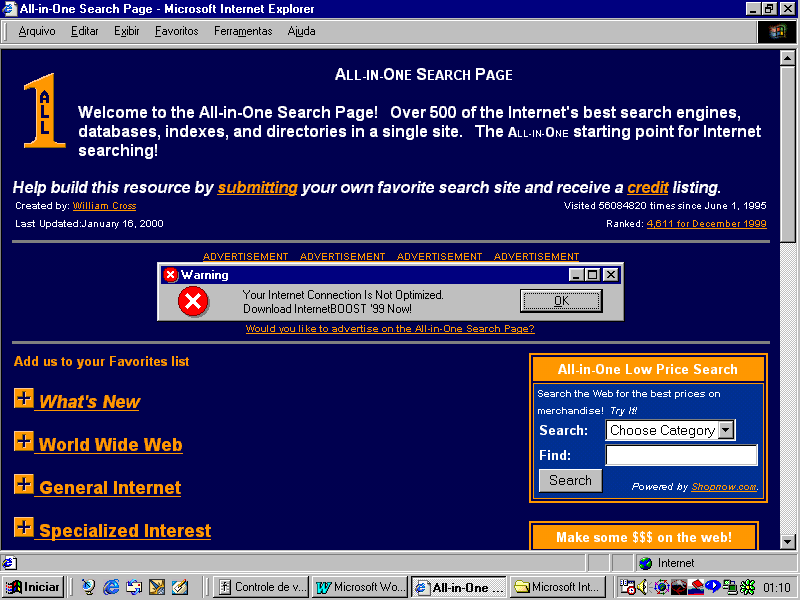 All-in-One Search Page - Microsoft Internet Explorer
Arquivo Editar Exibir Favoritos Ferramentas Ajuda
ALL
ALL-IN-ONE SEARCH PAGE
Welcome to the All-in-One Search Page! Over 500 of the Internet's best search engines,
databases, indexes, and directories in a single site. The ALL-IN-ONE starting point for Internet
searching!
Help build this resource by submitting your own favorite search site and receive a credit listing.
Created by: William Cross
Visited 56084820 times since June 1, 1995
Last Updated:January 16, 2000
Ranked: 4,611 for December 1999
ADVERTISEMENT ADVERTISEMENT ADVERTISEMENT ADVERTISEMENT
Warning
Your Internet Connection Is Not Optimized.
Download InternetBOOST '99 Now!
OK
Would you like to advertise on the All-in-One Search Page?
Add us to your Favorites list
What's New
World Wide Web
General Internet
Specialized Interest
All-in-One Low Price Search
Search the Web for the best prices on
merchandise! Try It!
Search: Choose Category
Find:
Search
Powered by Shopnow.com.
Make some $$$ on the web!
Internet
Iniciar
Controle de v...
Microsoft Wo...
All-in-One ...
Microsoft Int...
01:10